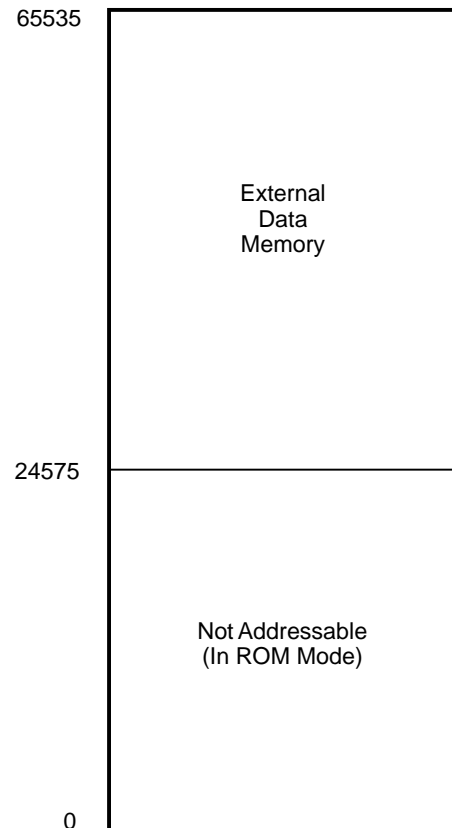 65535
External
Data
Memory
24575
Not Addressable
(In ROM Mode)
0